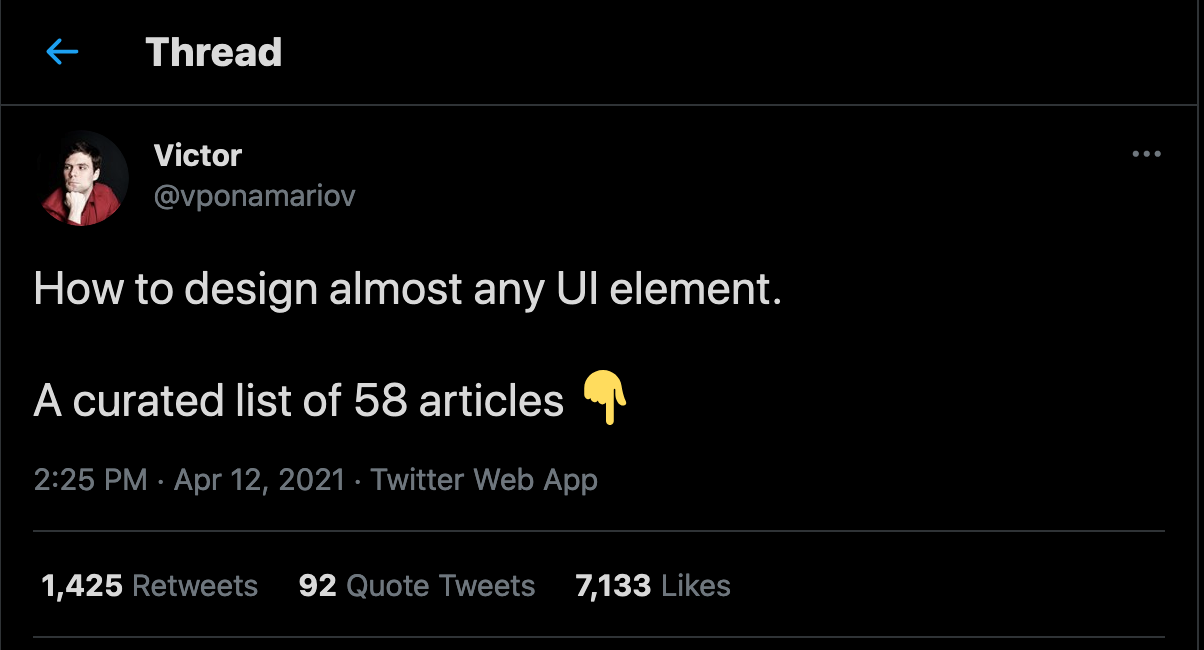 Thread
Victor
@vponamariov
How to design almost any UI element.
A curated list of 58 articles 👇
2:25 PM · Apr 12, 2021 · Twitter Web App
1,425 Retweets 92 Quote Tweets 7,133 Likes